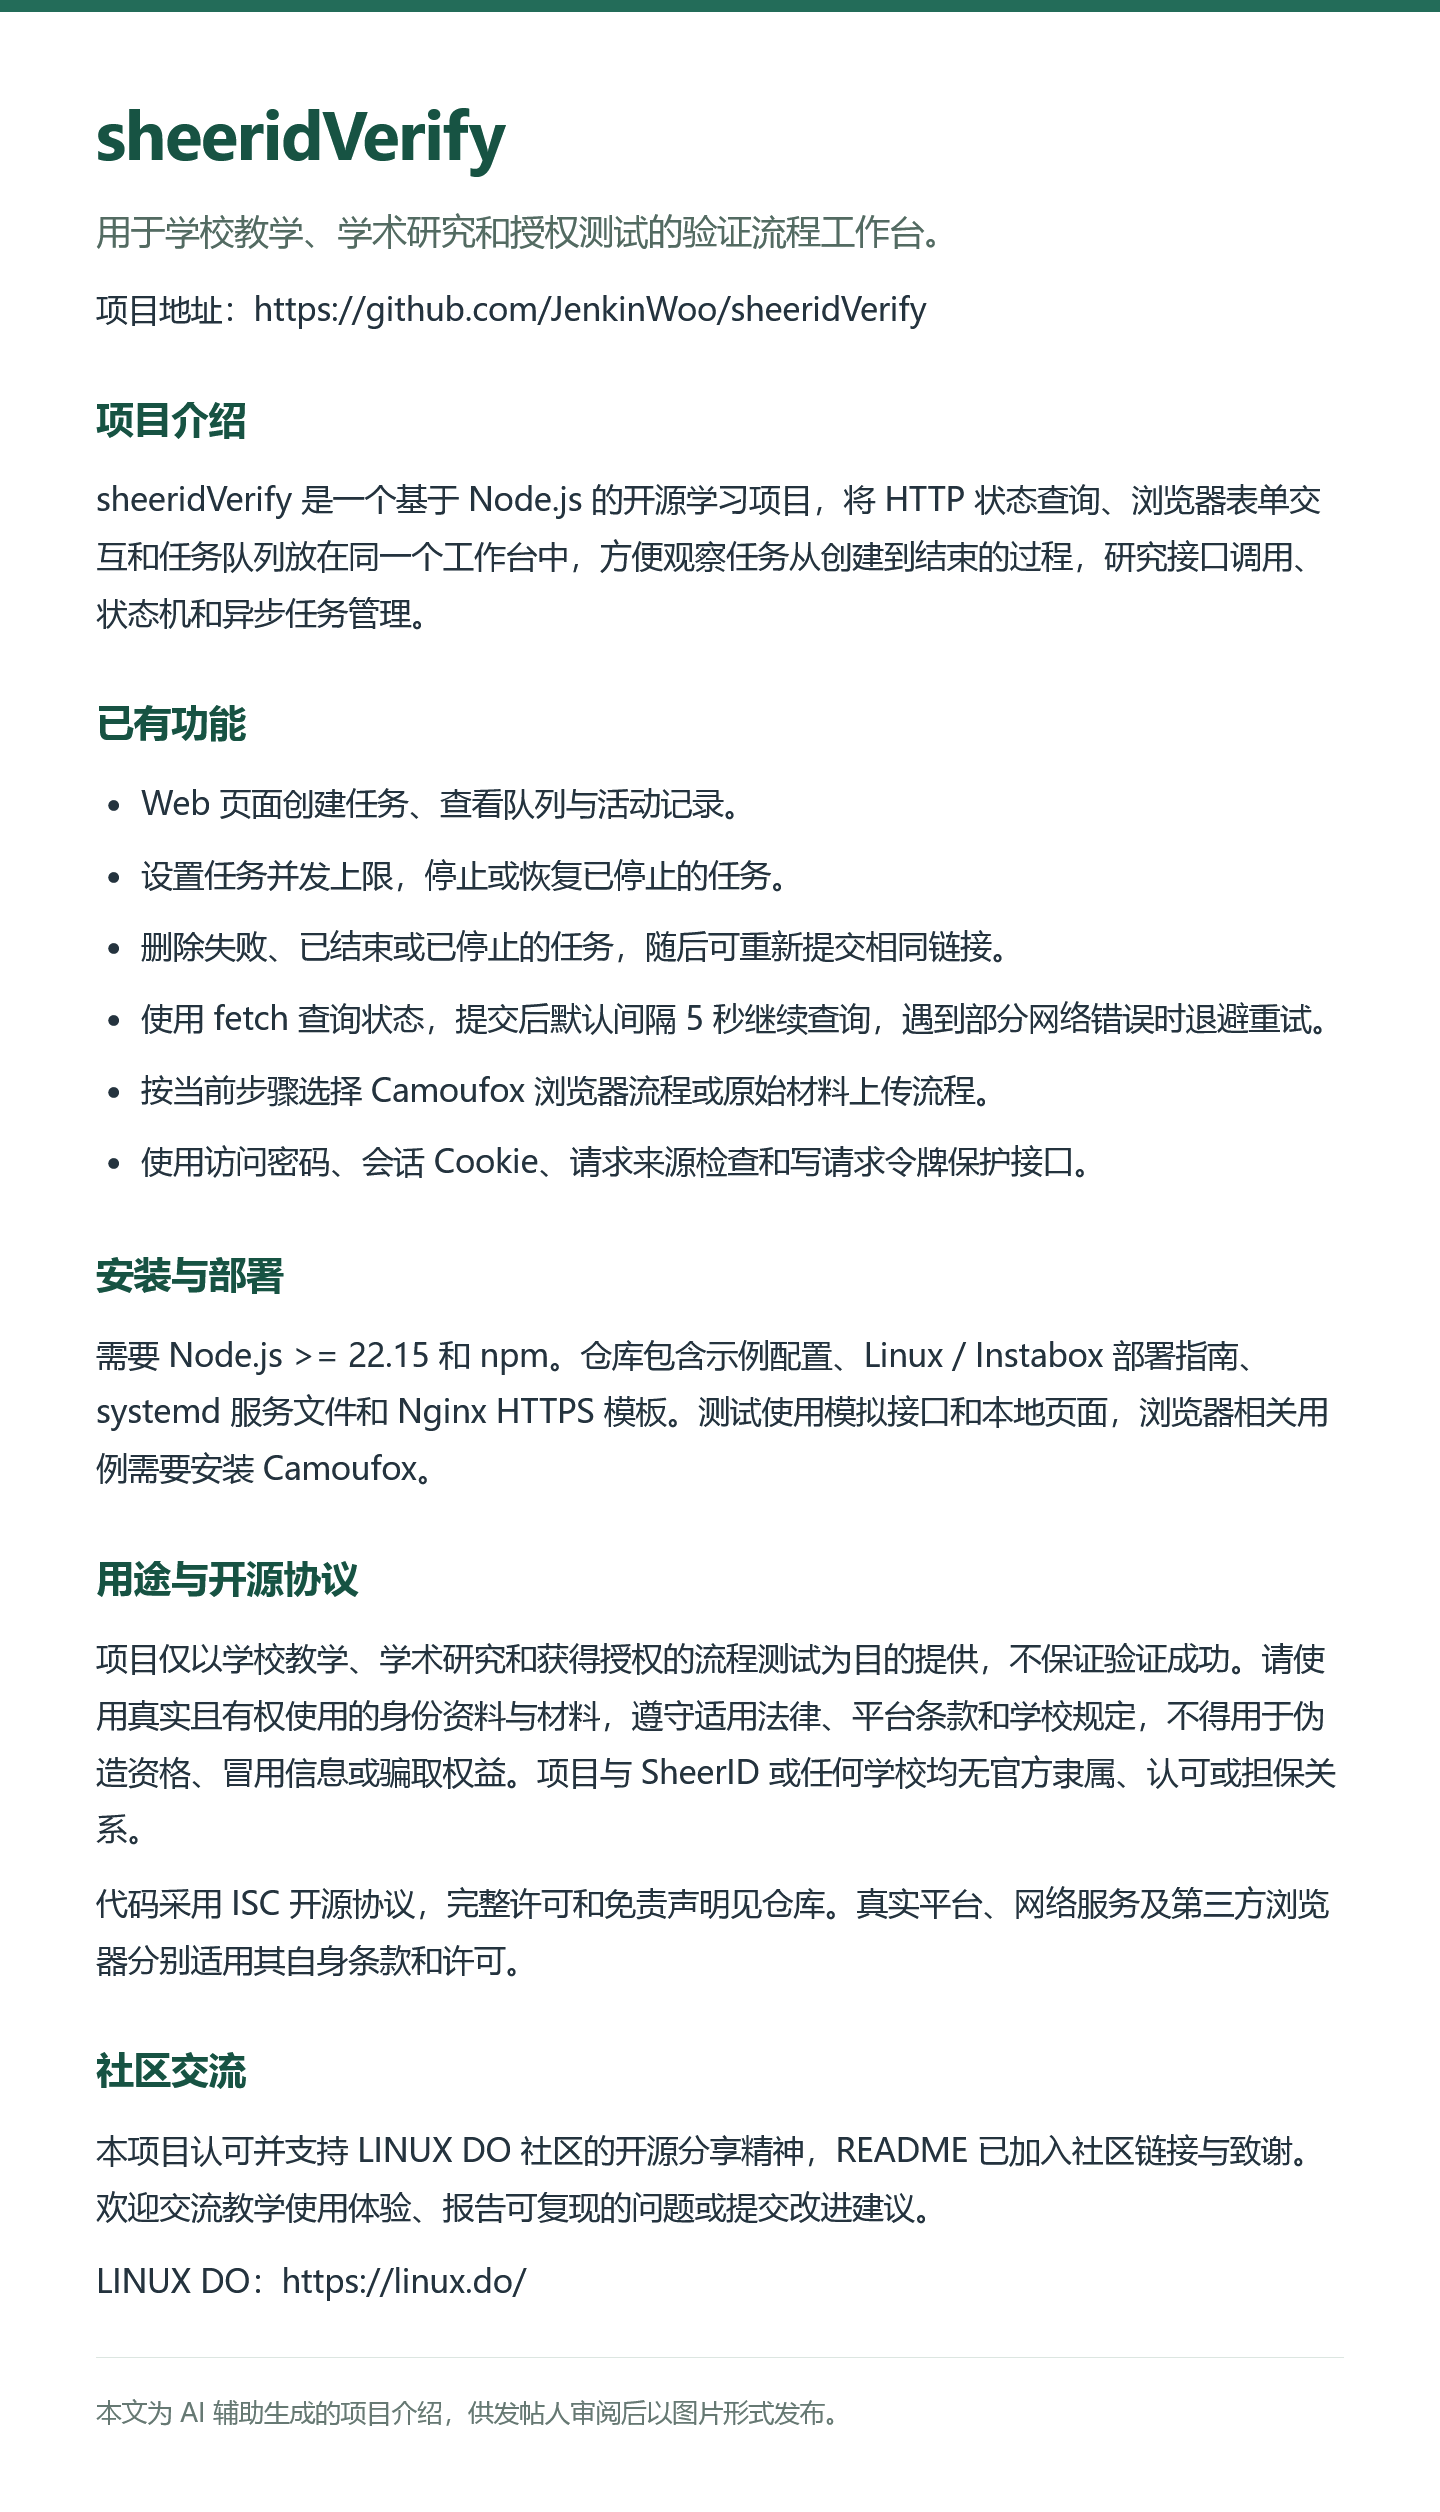 sheeridVerify
用于学校教学、学术研究和授权测试的验证流程工作台。
项目地址：https://github.com/JenkinWoo/sheeridVerify
项目介绍
sheeridVerify 是一个基于 Node.js 的开源学习项目，将 HTTP 状态查询、浏览器表单交
互和任务队列放在同一个工作台中，方便观察任务从创建到结束的过程，研究接口调用、
状态机和异步任务管理。
已有功能
• Web 页面创建任务、查看队列与活动记录。
• 设置任务并发上限，停止或恢复已停止的任务。
• 删除失败、已结束或已停止的任务，随后可重新提交相同链接。
• 使用 fetch 查询状态，提交后默认间隔 5 秒继续查询，遇到部分网络错误时退避重试。
• 按当前步骤选择 Camoufox 浏览器流程或原始材料上传流程。
• 使用访问密码、会话 Cookie、请求来源检查和写请求令牌保护接口。
安装与部署
需要 Node.js >= 22.15 和 npm。仓库包含示例配置、Linux / Instabox 部署指南、
systemd 服务文件和 Nginx HTTPS 模板。测试使用模拟接口和本地页面，浏览器相关用
例需要安装 Camoufox。
用途与开源协议
项目仅以学校教学、学术研究和获得授权的流程测试为目的提供，不保证验证成功。请使
用真实且有权使用的身份资料与材料，遵守适用法律、平台条款和学校规定，不得用于伪
造资格、冒用信息或骗取权益。项目与 SheerID 或任何学校均无官方隶属、认可或担保关
系。
代码采用 ISC 开源协议，完整许可和免责声明见仓库。真实平台、网络服务及第三方浏览
器分别适用其自身条款和许可。
社区交流
本项目认可并支持 LINUX DO 社区的开源分享精神，README 已加入社区链接与致谢。
欢迎交流教学使用体验、报告可复现的问题或提交改进建议。
LINUX DO：https://linux.do/
本文为 AI 辅助生成的项目介绍，供发帖人审阅后以图片形式发布。